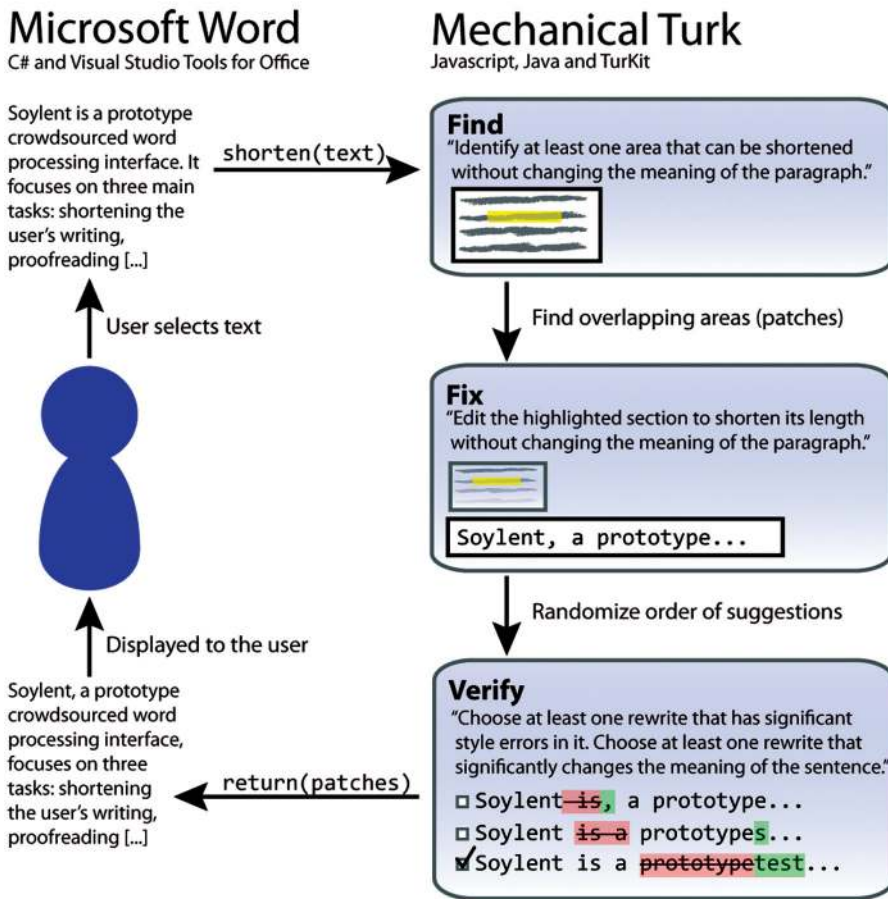 Microsoft Word
C# and Visual Studio Tools for Office
Soylent is a prototype
crowdsourced word
processing interface. It
focuses on three main
tasks: shortening the
user's writing,
proofreading [...]
User selects text
Displayed to the user
Soylent, a prototype
crowdsourced word
processing interface,
focuses on three
tasks: shortening
the user's writing,
proofreading [...]
shorten(text)
return(patches)
Mechanical Turk
Javascript, Java and TurKit
Find
"Identify at least one area that can be shortened
without changing the meaning of the paragraph."
Find overlapping areas (patches)
Fix
"Edit the highlighted section to shorten its length
without changing the meaning of the paragraph."
Soylent, a prototype...
Randomize order of suggestions
Verify
"Choose at least one rewrite that has significant
style errors in it. Choose at least one rewrite that
significantly changes the meaning of the sentence."
Soylent is, a prototype...
Soylent is a prototypes...
Soylent is a prototypetest...